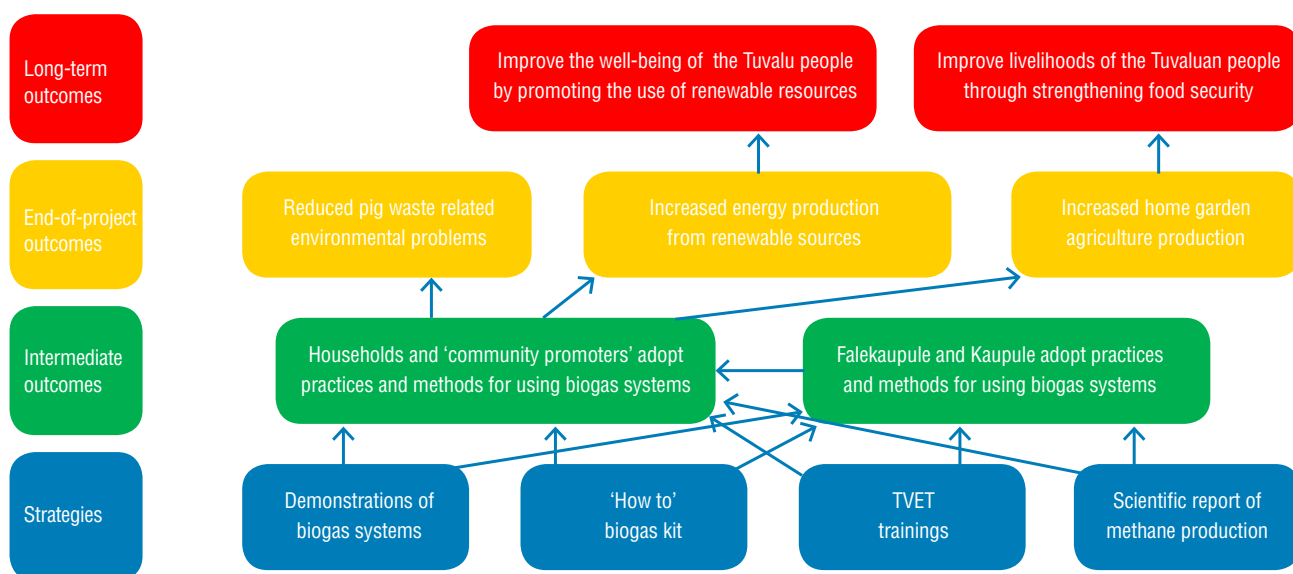 Long-term
outcomes
Improve the well-being of the Tuvalu people
by promoting the use of renewable resources
Improve livelihoods of the Tuvaluan people
through strengthening food security
End-of-project
outcomes
Reduced pig waste related
environmental problems
Increased energy production
from renewable sources
Increased home garden
agriculture production
Intermediate
outcomes
Households and ‘community promoters’ adopt
practices and methods for using biogas systems
Falekaupule and Kaupule adopt practices
and methods for using biogas systems
Strategies
Demonstrations of
biogas systems
‘How to’
biogas kit
TVET
trainings
Scientific report of
methane production